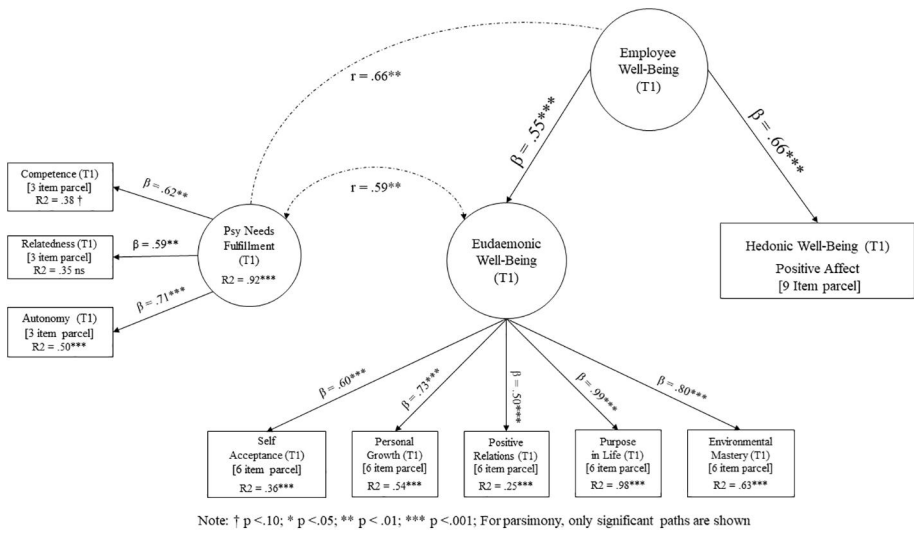 Employee
Well-Being
(T1)
r = .66**
β = .55***
β = .66***
Competence (T1)
[3 item parcel]
R2 = .38 †
β = .62**
r = .59**
Relatedness (T1)
[3 item parcel]
R2 = .35 ns
β = .59**
Psy Needs
Fulfillment
(T1)
R2 = .92***
Eudaemonic
Well-Being
(T1)
Hedonic Well-Being (T1)
Positive Affect
[9 Item parcel]
Autonomy (T1)
[3 item parcel]
R2 = .50***
β = .71***
β = .60***
β = .73***
β = .50***
β = .99***
β = .80***
Self
Acceptance (T1)
[6 item parcel]
R2 = .36***
Personal
Growth (T1)
[6 item parcel]
R2 = .54***
Positive
Relations (T1)
[6 item parcel]
R2 = .25***
Purpose
in Life (T1)
[6 item parcel]
R2 = .98***
Environmental
Mastery (T1)
[6 item parcel]
R2 = .63***
Note: † p <.10; * p <.05; ** p < .01; *** p <.001; For parsimony, only significant paths are shown